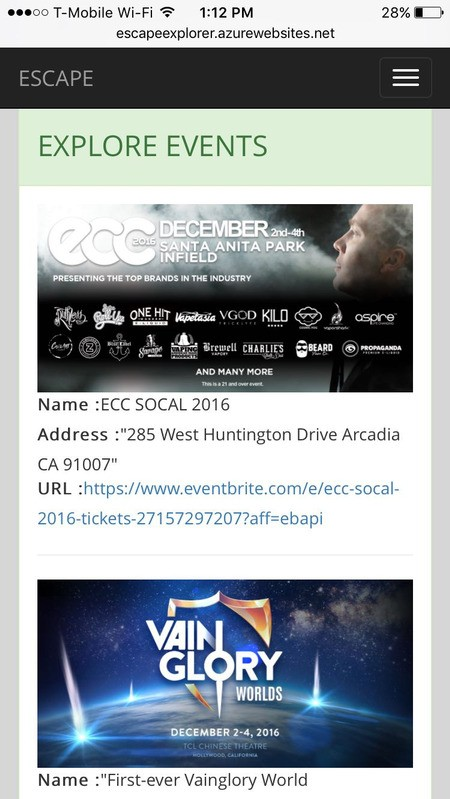 T-Mobile Wi-Fi 1:12 PM 28%
escapeexplorer.azurewebsites.net
ESCAPE
EXPLORE EVENTS
ecc 2016 DECEMBER 2nd-4th
SANTA ANITA PARK
INFIELD
PRESENTING THE TOP BRANDS IN THE INDUSTRY
ONE HIT Vapetasia VGOD KILO aspire
Brewell CHARLIE'S BEARD PROPAGANDA
AND MANY MORE
This is a 21 and over event.
Name :ECC SOCAL 2016
Address :"285 West Huntington Drive Arcadia
CA 91007"
URL :https://www.eventbrite.com/e/ecc-socal-
2016-tickets-27157297207?aff=ebapi
VAIN
GLORY
WORLDS
DECEMBER 2-4, 2016
TCL CHINESE THEATRE
HOLLYWOOD, CALIFORNIA
Name :"First-ever Vainglory World